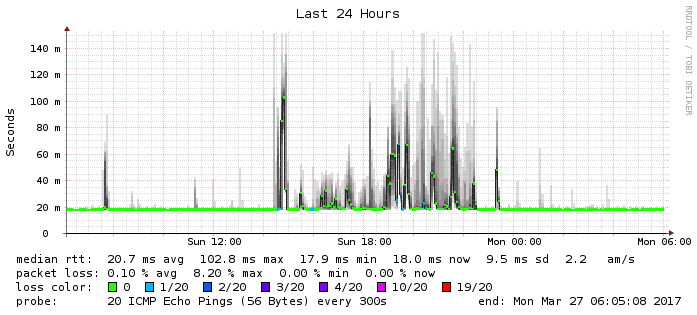 Last 24 Hours
RRDTOOL / TOBI OETIKER
Seconds
140 m
120 m
100 m
80 m
60 m
40 m
20 m
0
Sun 12:00 Sun 18:00 Mon 00:00 Mon 06:00
median rtt: 20.7 ms avg 102.8 ms max 17.9 ms min 18.0 ms now 9.5 ms sd 2.2 am/s
packet loss: 0.10 % avg 8.20 % max 0.00 % min 0.00 % now
loss color: 0 1/20 2/20 3/20 4/20 10/20 19/20
probe: 20 ICMP Echo Pings (56 Bytes) every 300s end: Mon Mar 27 06:05:08 2017